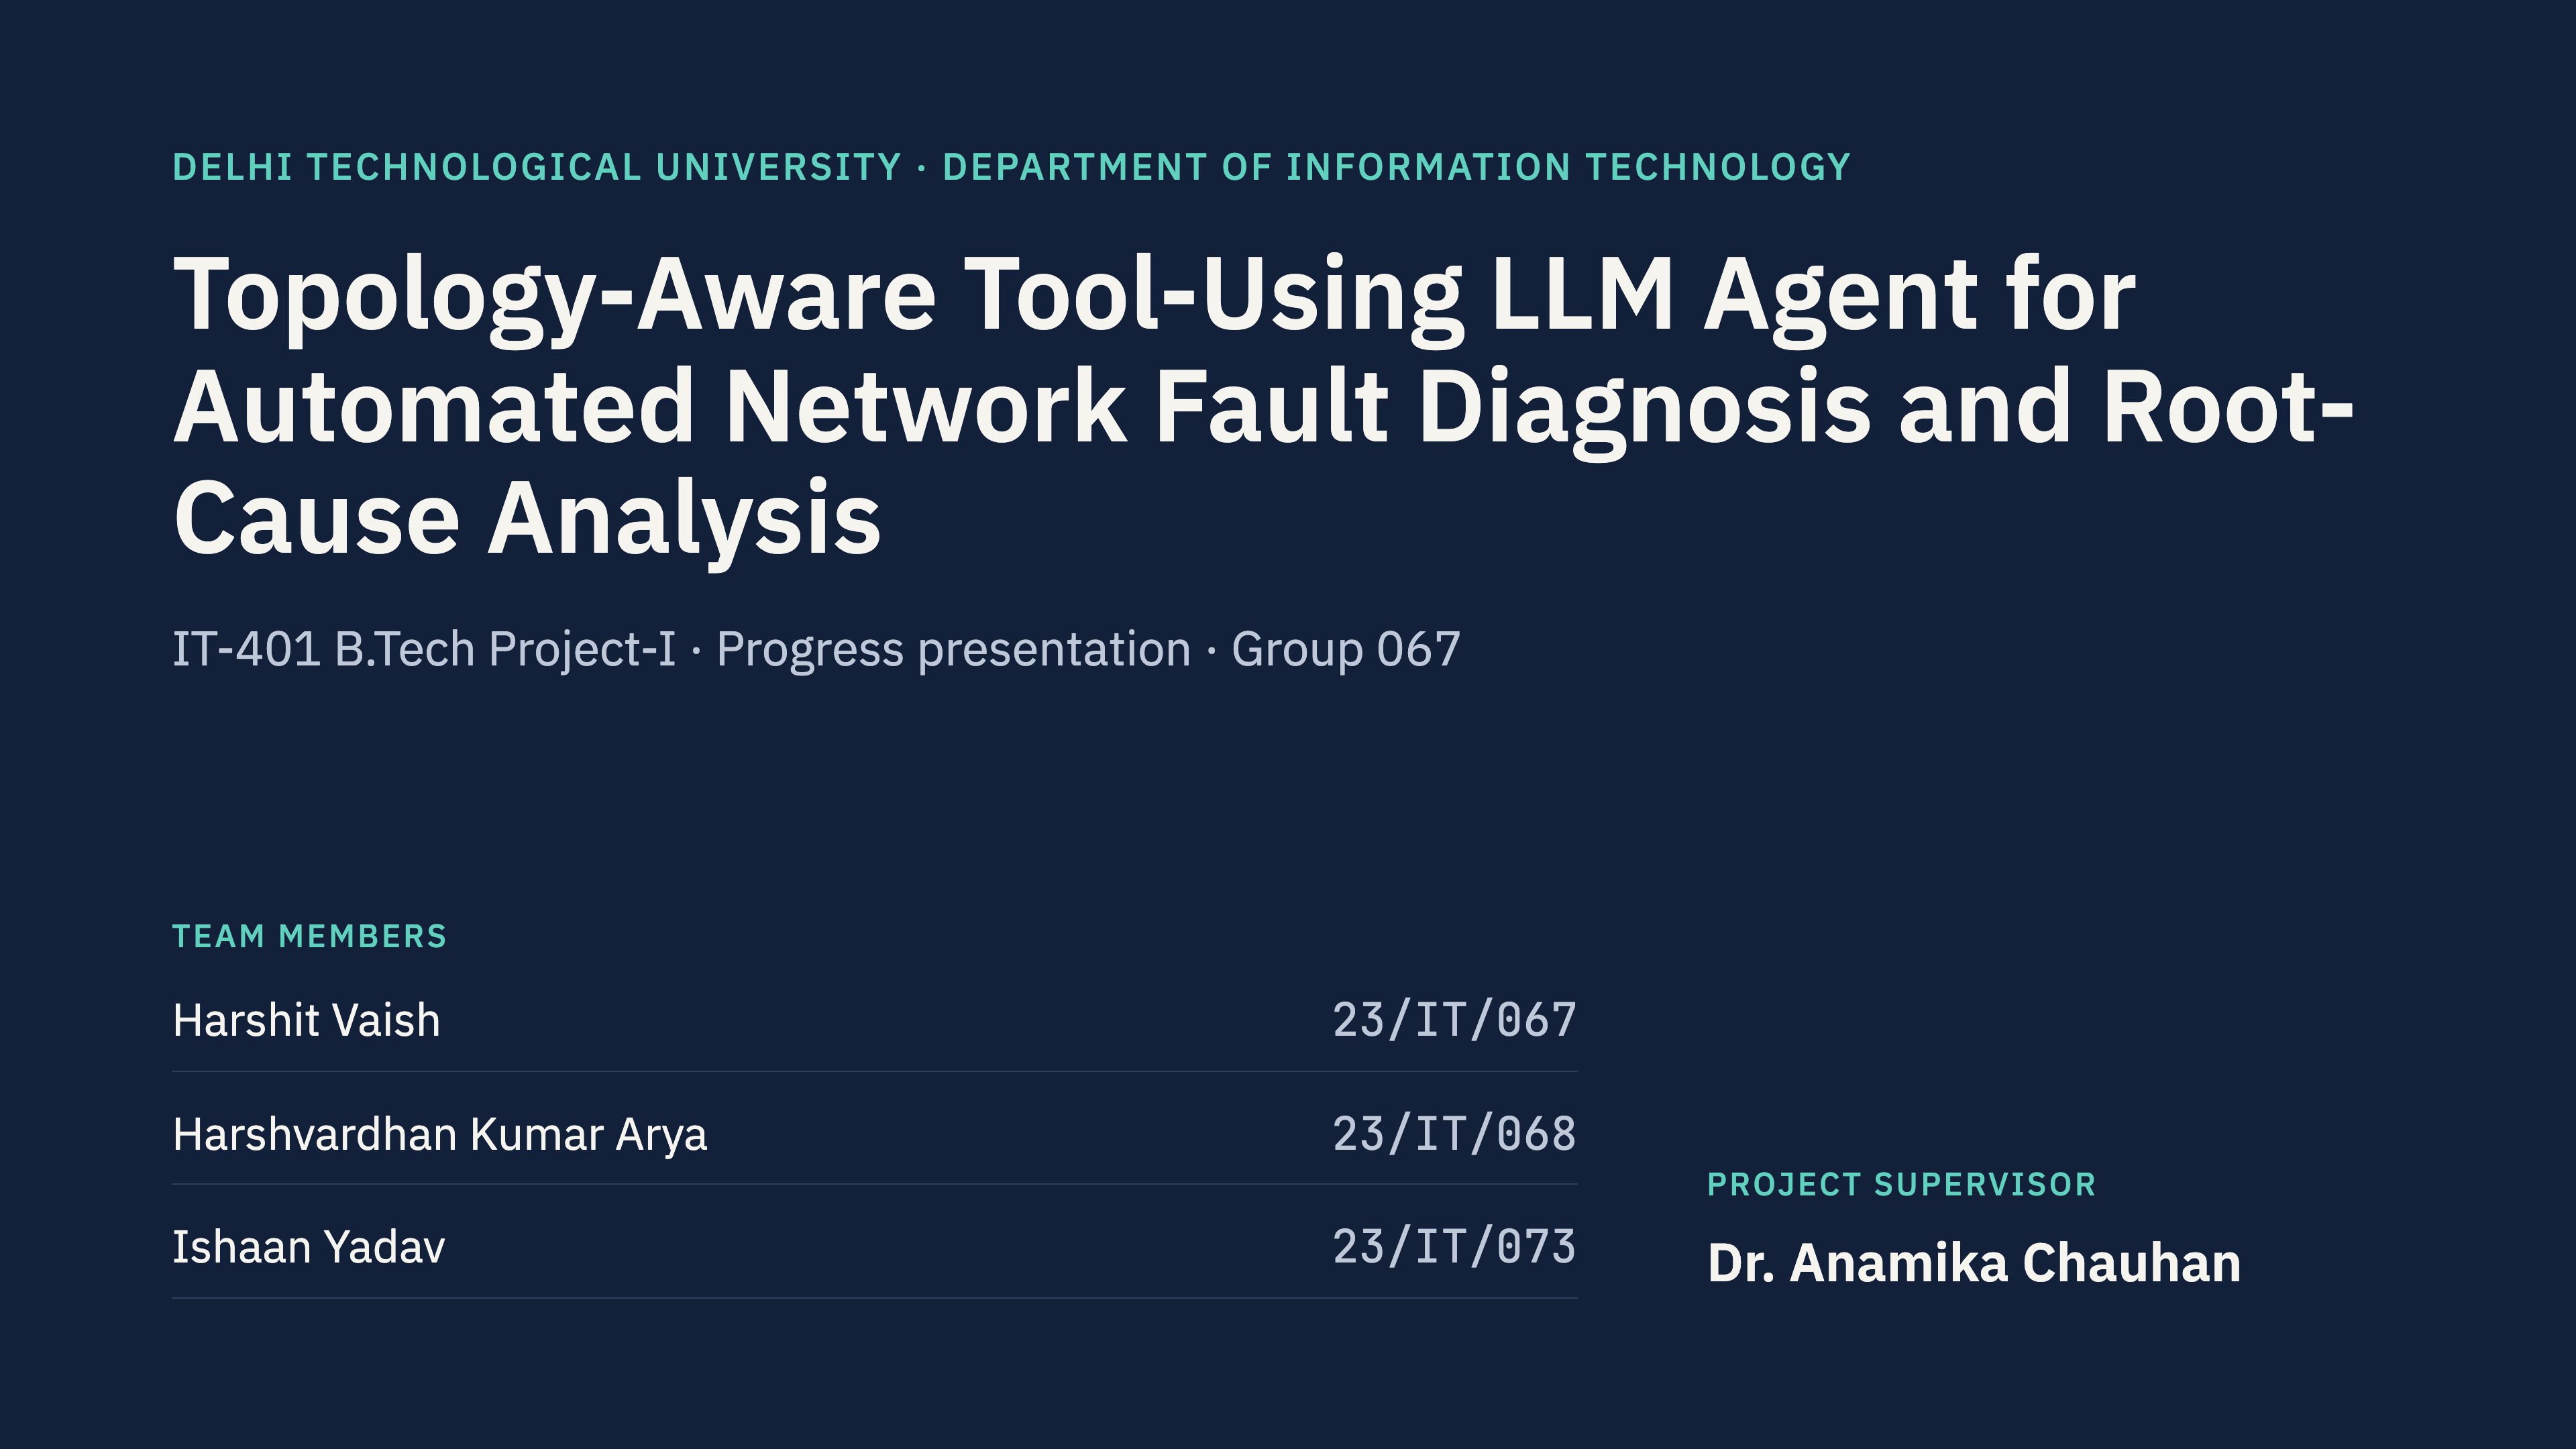 DELHI TECHNOLOGICAL UNIVERSITY · DEPARTMENT OF INFORMATION TECHNOLOGY
Topology-Aware Tool-Using LLM Agent for
Automated Network Fault Diagnosis and Root-
Cause Analysis
IT-401 B.Tech Project-I · Progress presentation · Group 067
TEAM MEMBERS
Harshit Vaish 23/IT/067
Harshvardhan Kumar Arya 23/IT/068
Ishaan Yadav 23/IT/073
PROJECT SUPERVISOR
Dr. Anamika Chauhan